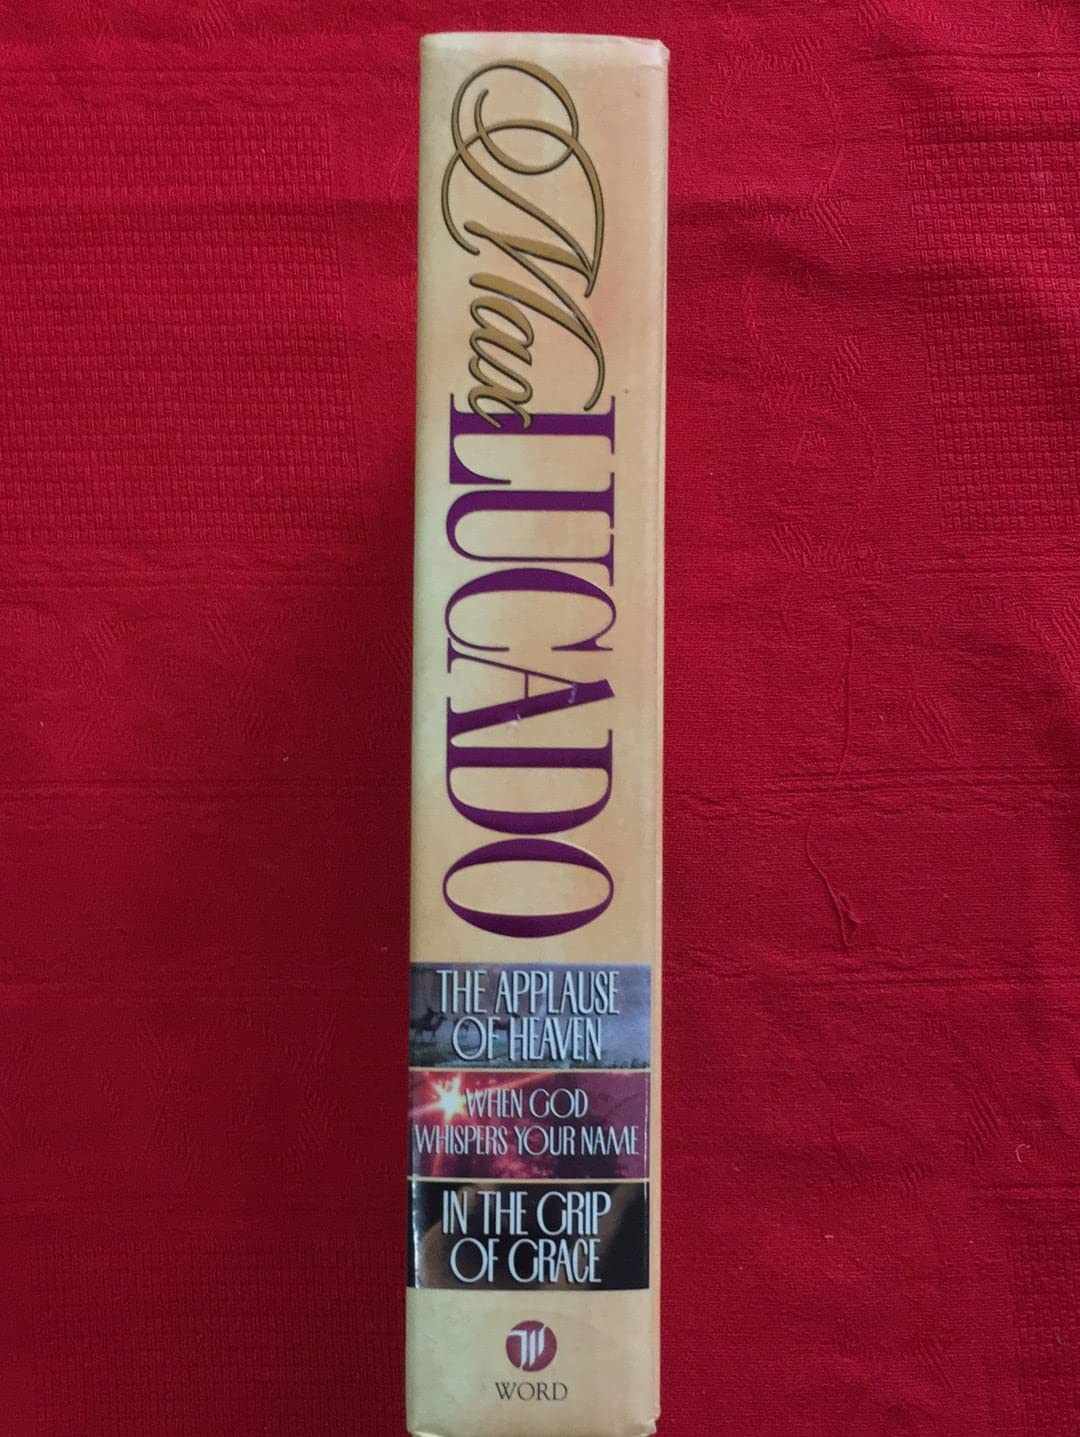 Max
LUCADO
THE APPLAUSE
OF HEAVEN
WHEN GOD
WHISPERS YOUR NAME
IN THE GRIP
OF GRACE
W
WORD